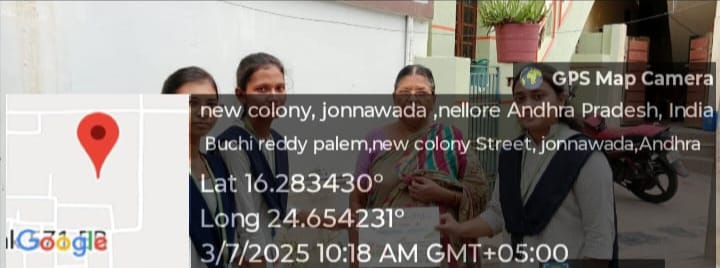 GPS Map Camera
new colony, jonnawada ,nellore Andhra Pradesh, India
Buchi reddy palem,new colony Street, jonnawada,Andhra
Lat 16.283430°
Long 24.654231°
3/7/2025 10:18 AM GMT+05:00
Google